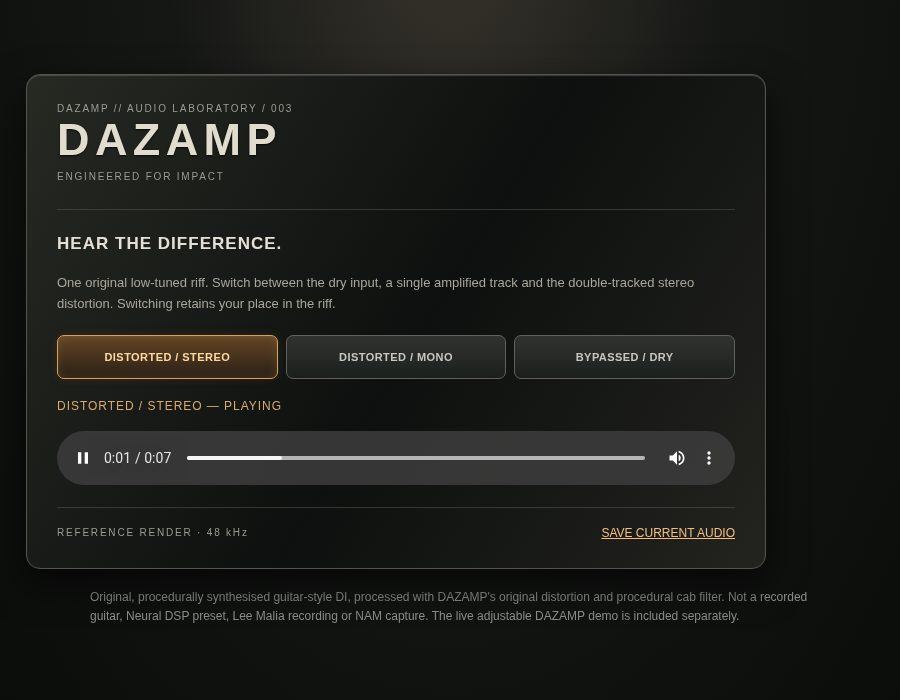 DAZAMP // AUDIO LABORATORY / 003
DAZAMP
ENGINEERED FOR IMPACT
HEAR THE DIFFERENCE.
One original low-tuned riff. Switch between the dry input, a single amplified track and the double-tracked stereo
distortion. Switching retains your place in the riff.
DISTORTED / STEREO
DISTORTED / MONO
BYPASSED / DRY
DISTORTED / STEREO — PLAYING
0:01 / 0:07
REFERENCE RENDER · 48 kHz
SAVE CURRENT AUDIO
Original, procedurally synthesised guitar-style DI, processed with DAZAMP's original distortion and procedural cab filter. Not a recorded
guitar, Neural DSP preset, Lee Malia recording or NAM capture. The live adjustable DAZAMP demo is included separately.